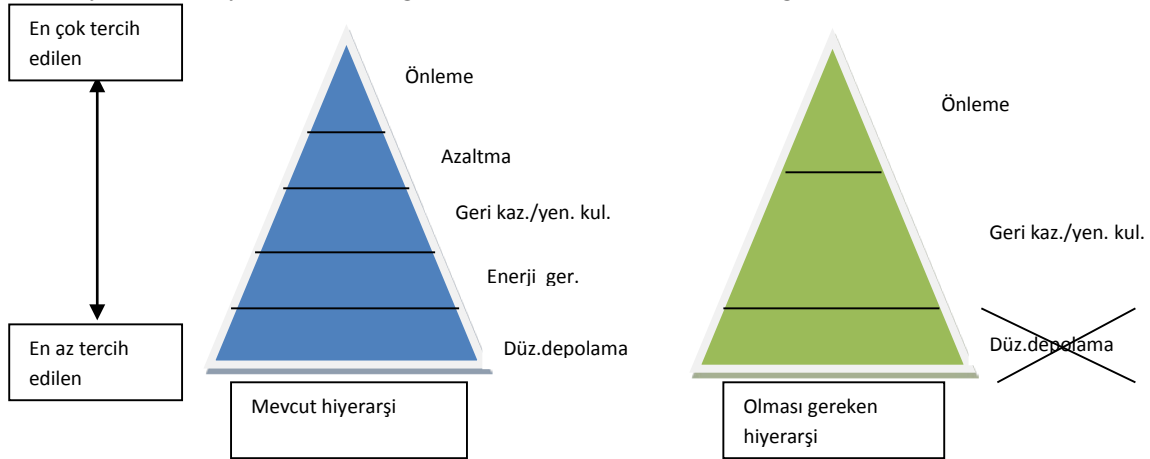 En çok tercih
edilen
Önleme
Azaltma
Geri kaz./yen. kul.
Enerji  ger.
Düz.depolama
En az tercih
edilen
Mevcut hiyerarşi
Önleme
Geri kaz./yen. kul.
Düz.depolama
Olması gereken
hiyerarşi